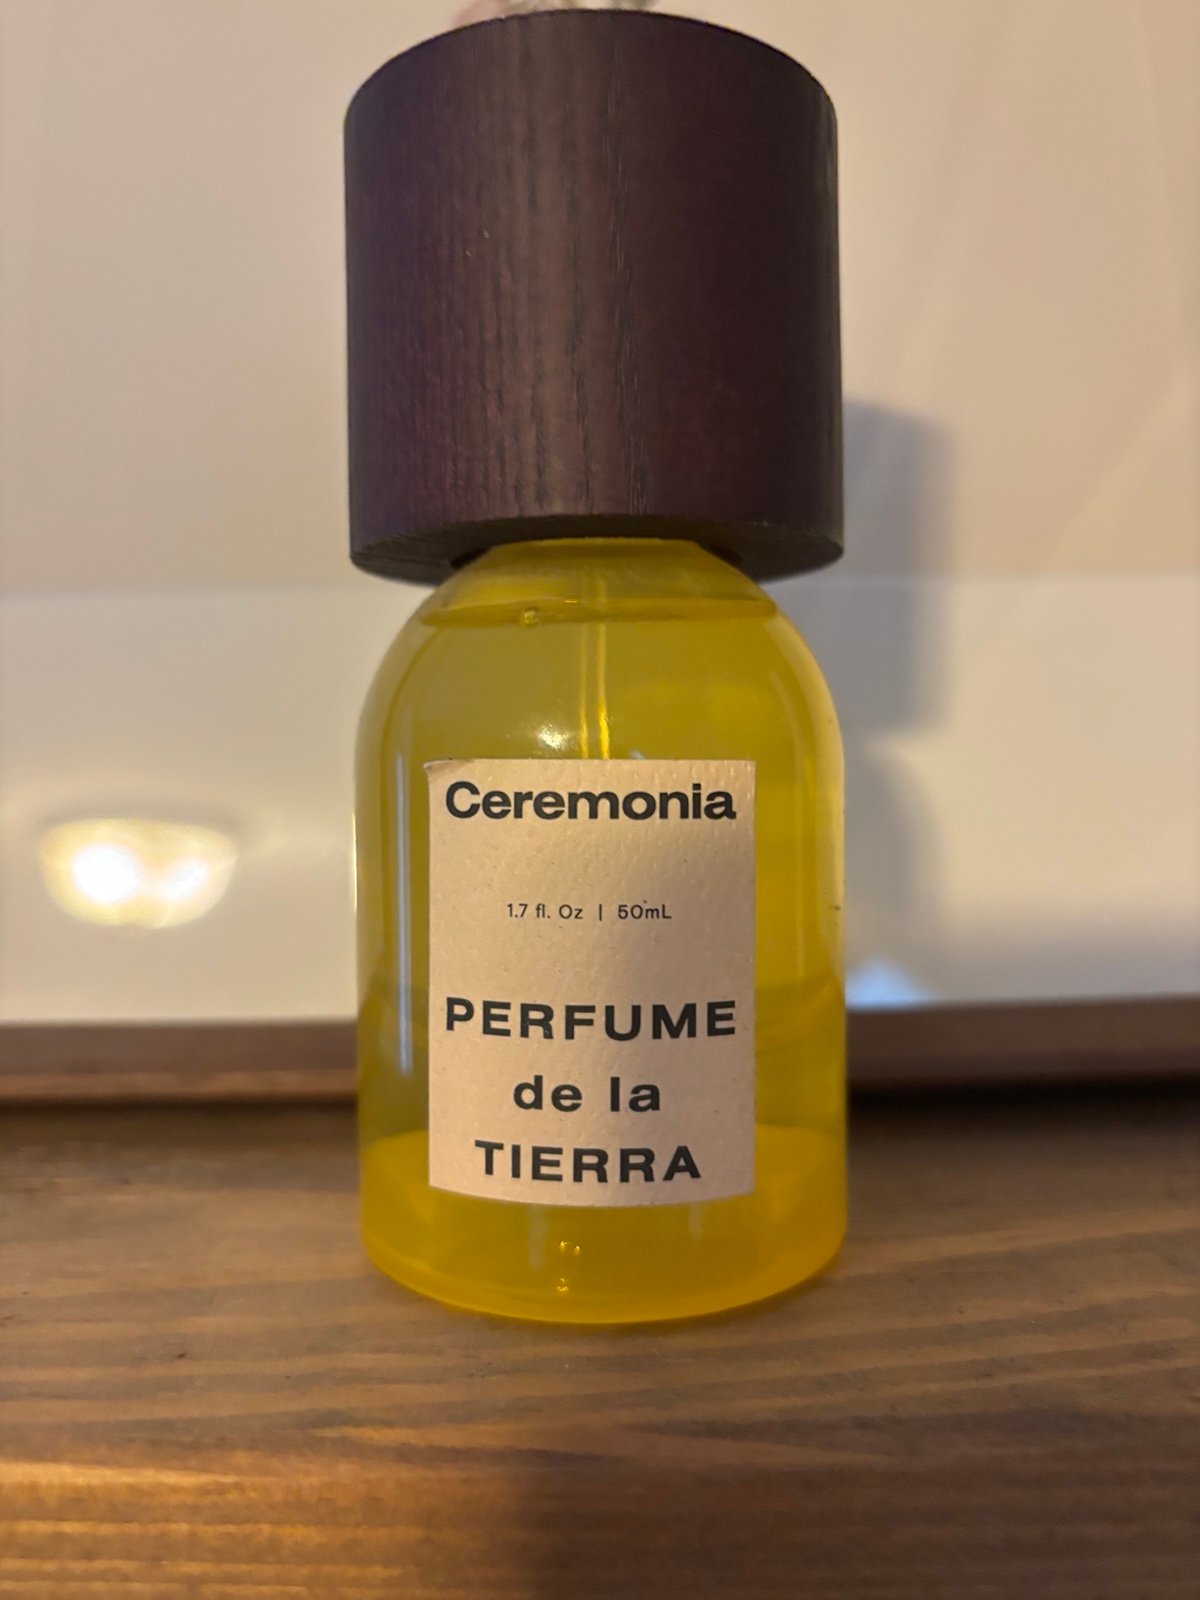 Ceremonia
1.7 fl. Oz | 50mL
PERFUME
de la
TIERRA